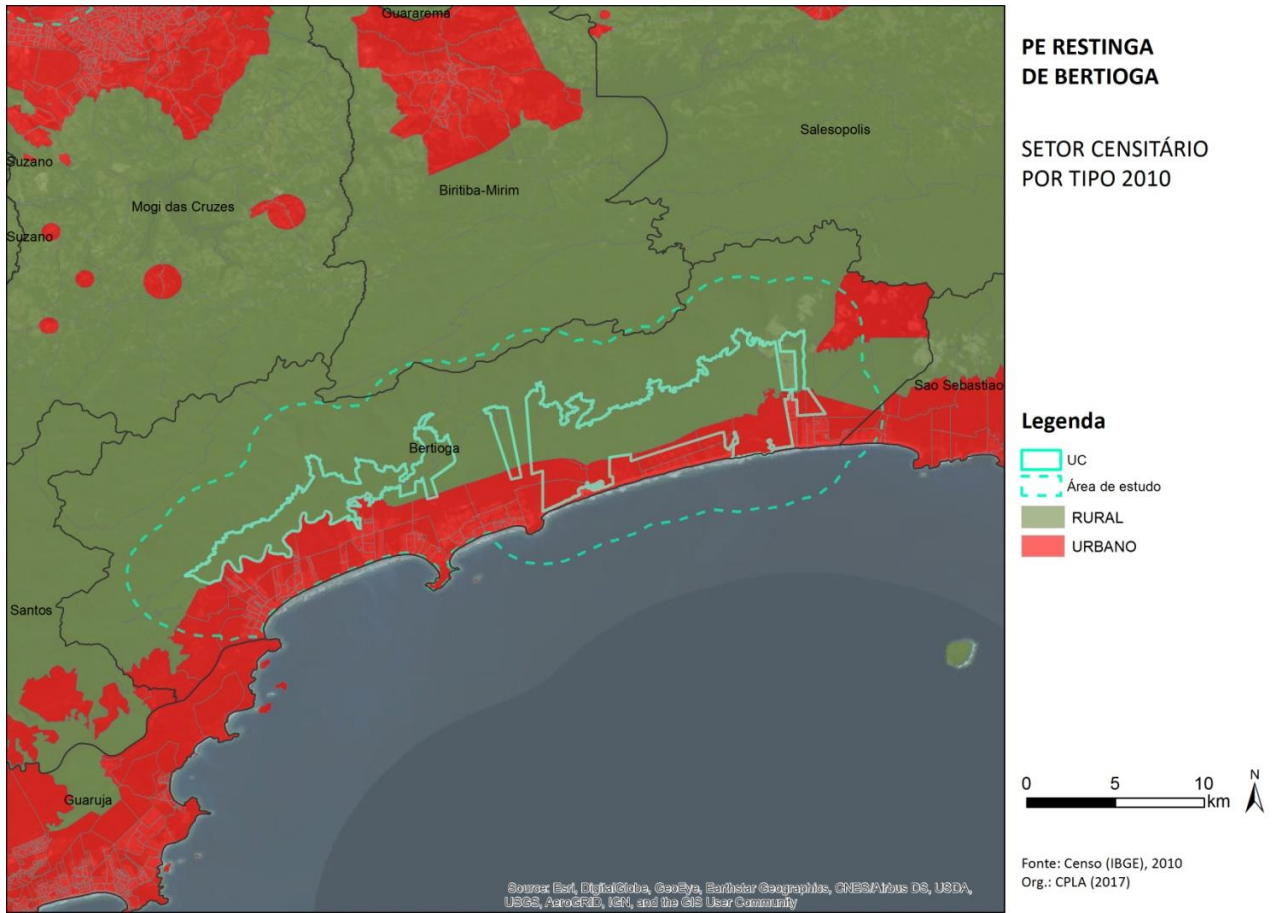 Guararema
Salesopolis
Suzano
Biritiba-Mirim
Mogi das Cruzes
Suzano
Sao Sebastiao
Bertioga
Santos
Guaruja
Source: Esri, DigitalGlobe, GeoEye, Earthstar Geographics, CNES/Airbus DS, USDA,
USGS, AeroGRID, IGN, and the GIS User Community
PE RESTINGA
DE BERTIOGA
SETOR CENSITÁRIO
POR TIPO 2010
Legenda
UC
Área de estudo
RURAL
URBANO
0 5 10
km
N
Fonte: Censo (IBGE), 2010
Org.: CPLA (2017)